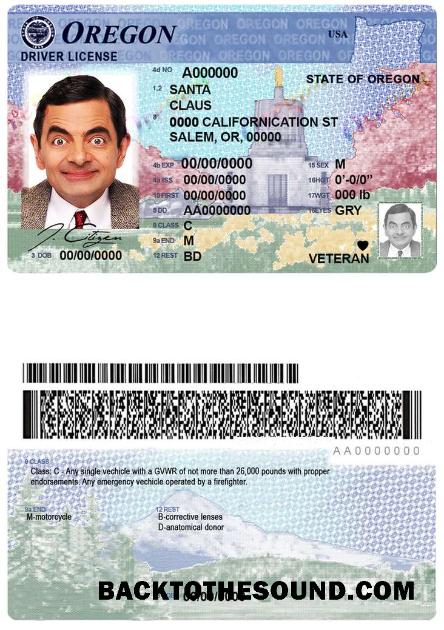 OREGON OREGON OREGON OREGON OREGON
OREGON
USA
DRIVER LICENSE
4d NO A000000
STATE OF OREGON
1,2 SANTA
CLAUS
8 0000 CALIFORNICATION ST
SALEM, OR, 00000
4b EXP 00/00/0000
15 SEX M
ISS 00/00/0000
16HGT 0'-0/0"
10 FIRST 00/00/0000
17WGT 000 lb
5 DD AA0000000
EYES GRY
9 CLASS C
J. Citizen
9a END M
3 DOB 00/00/0000
12 REST BD
VETERAN
AA0000000
9 CLASS
Class: C - Any single vechicle with a GVWR of not more than 26,000 pounds with propper
endorsements. Any emergency vechicle operated by a firefighter.
9a END
12 REST
M-motorcycle
B-corrective lenses
D-anatomical donor
BACKTOTHESOUND.COM